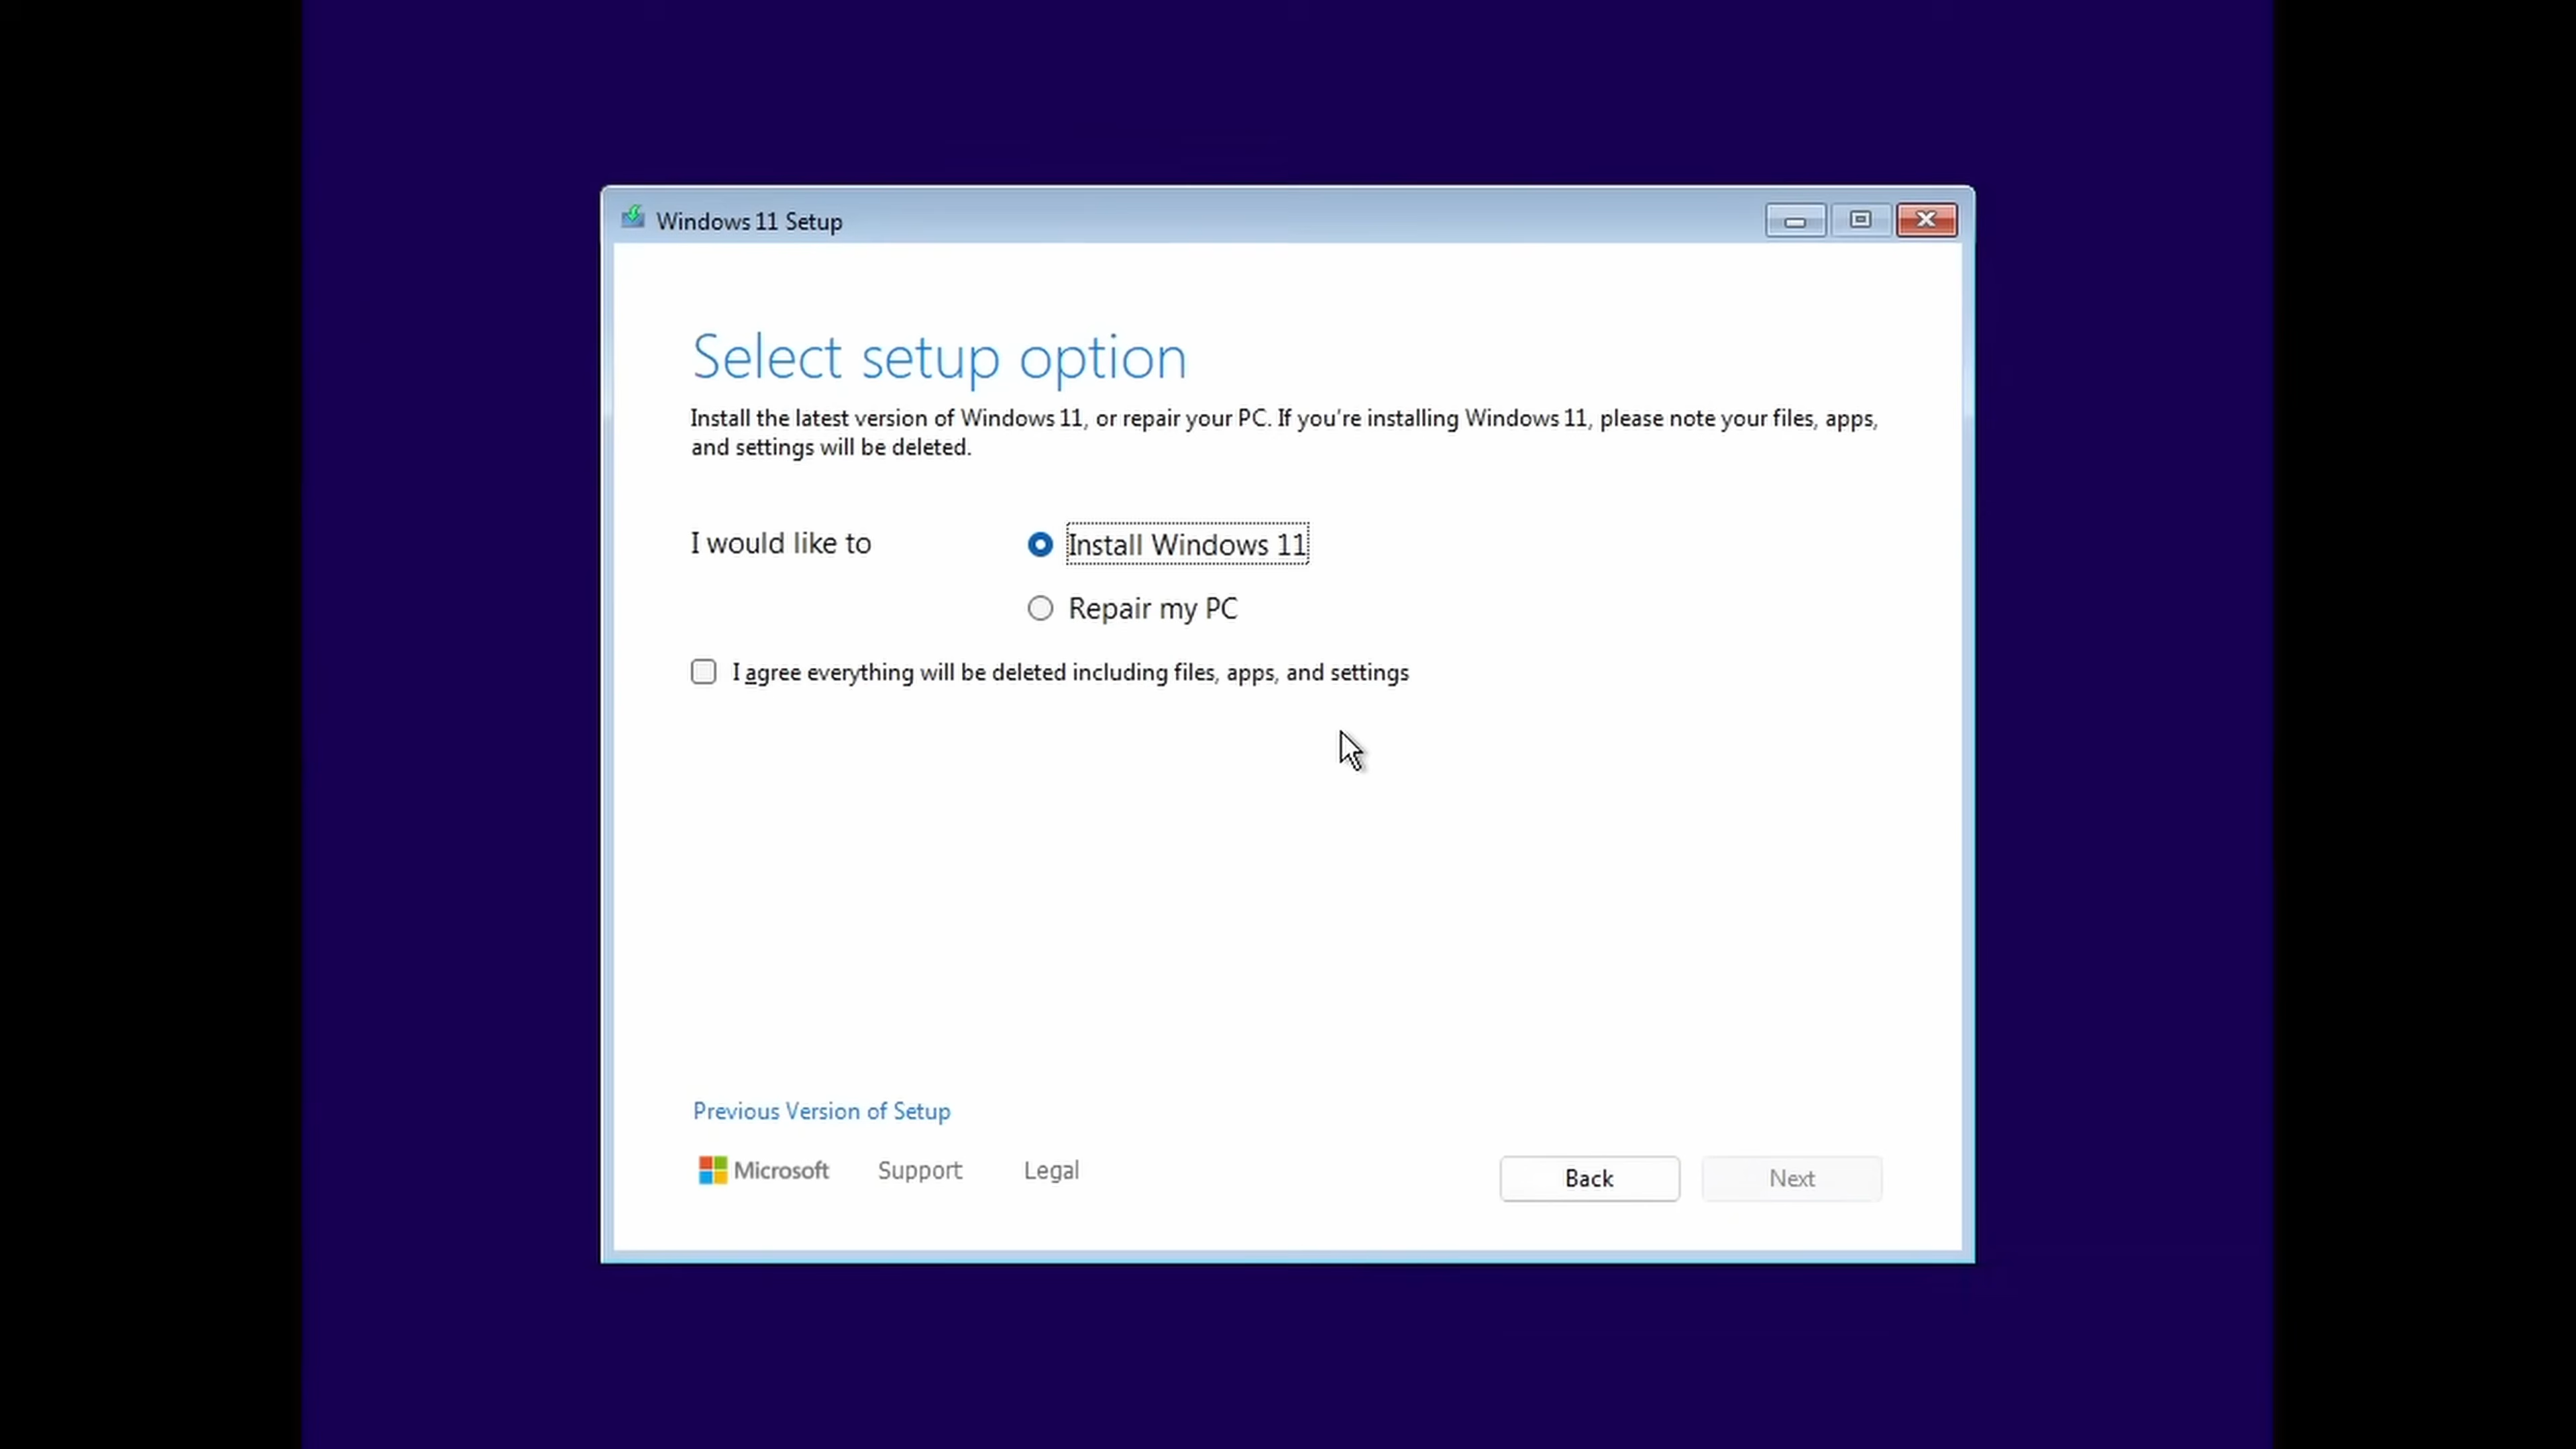 Windows 11 Setup
Select setup option
Install the latest version of Windows 11, or repair your PC. If you're installing Windows 11, please note your files, apps,
and settings will be deleted.
I would like to
Install Windows 11
Repair my PC
I agree everything will be deleted including files, apps, and settings
Previous Version of Setup
Microsoft
Support
Legal
Back
Next